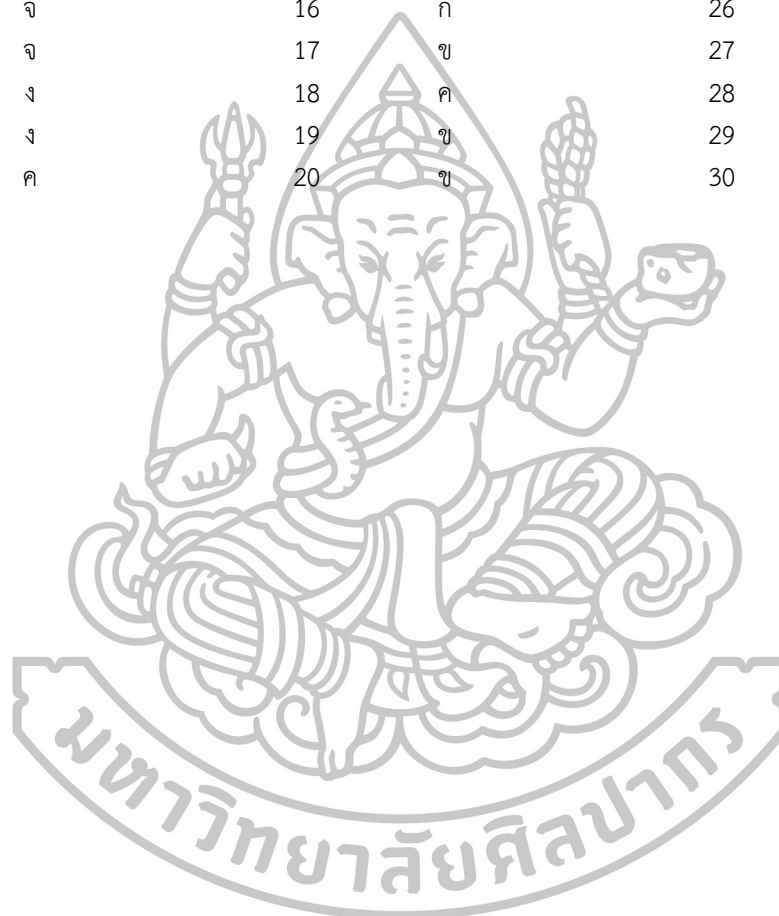 จ 16 ก 26
จ 17 ข 27
ง 18 ค 28
ง 19 ข 29
ค 20 ข 30
มหาวิทยาลัยศิลปากร